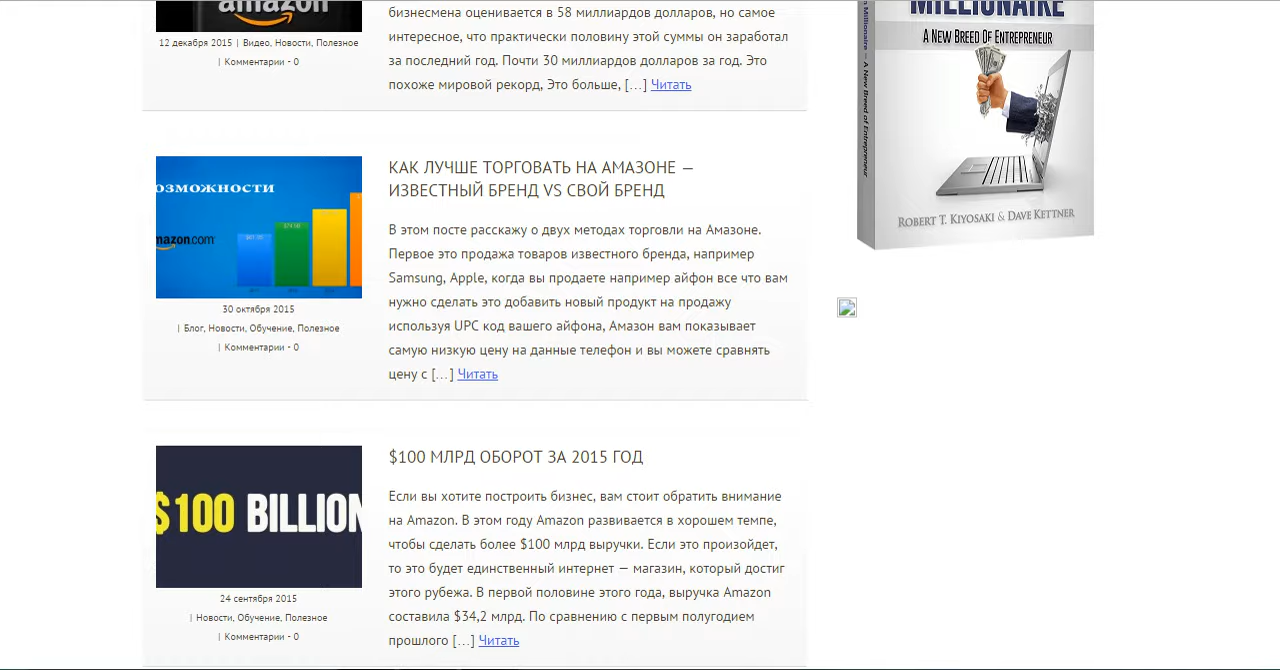 amazon
12 декабря 2015 | Видео, Новости, Полезное
| Комментарии - 0
бизнесмена оценивается в 58 миллиардов долларов, но самое
интересное, что практически половину этой суммы он заработал
за последний год. Почти 30 миллиардов долларов за год. Это
похоже мировой рекорд, Это больше, [...] Читать
озможности
mazon.com
30 октября 2015
| Блог, Новости, Обучение, Полезное
| Комментарии - 0
КАК ЛУЧШЕ ТОРГОВАТЬ НА АМАЗОНЕ —
ИЗВЕСТНЫЙ БРЕНД VS СВОЙ БРЕНД
В этом посте расскажу о двух методах торговли на Амазоне.
Первое это продажа товаров известного бренда, например
Samsung, Apple, когда вы продаете например айфон все что вам
нужно сделать это добавить новый продукт на продажу
используя UPC код вашего айфона, Амазон вам показывает
самую низкую цену на данные телефон и вы можете сравнять
цену с [...] Читать
$100 BILLION
24 сентября 2015
| Новости, Обучение, Полезное
| Комментарии - 0
$100 МЛРД ОБОРОТ ЗА 2015 ГОД
Если вы хотите построить бизнес, вам стоит обратить внимание
на Amazon. В этом году Amazon развивается в хорошем темпе,
чтобы сделать более $100 млрд выручки. Если это произойдет,
то это будет единственный интернет — магазин, который достиг
этого рубежа. В первой половине этого года, выручка Amazon
составила $34,2 млрд. По сравнению с первым полугодием
прошлого [...] Читать
MILLIONAIRE
A NEW BREED OF ENTREPRENEUR
Millionaire — A New Breed of Entrepreneur
ROBERT T. KIYOSAKI & DAVE KETTNER